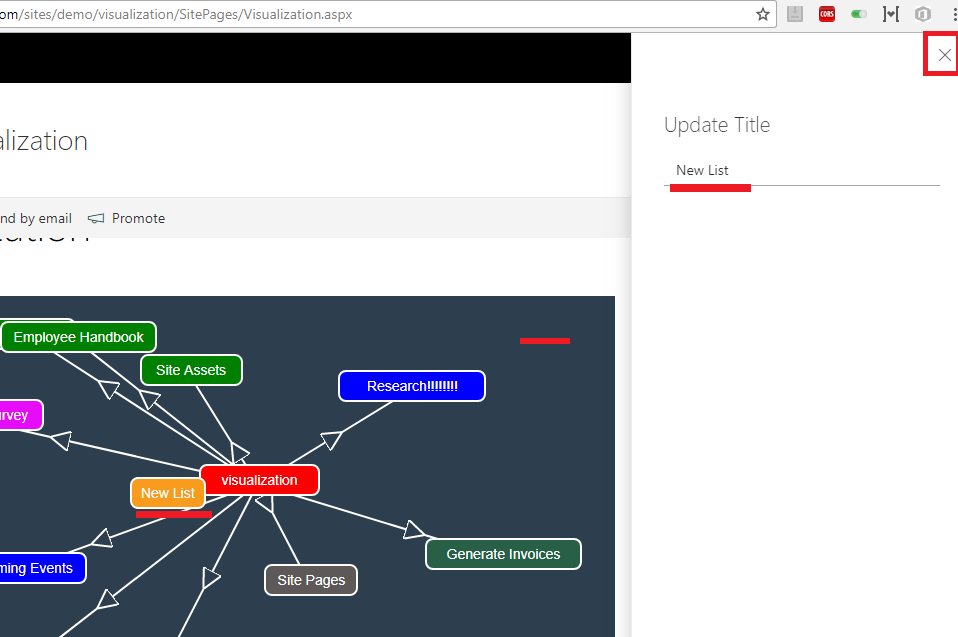 om/sites/demo/visualization/SitePages/Visualization.aspx
CORS
Update Title
New List
alization
nd by email
Promote
Employee Handbook
Site Assets
Research!!!!!!!!
urvey
visualization
New List
Generate Invoices
ming Events
Site Pages